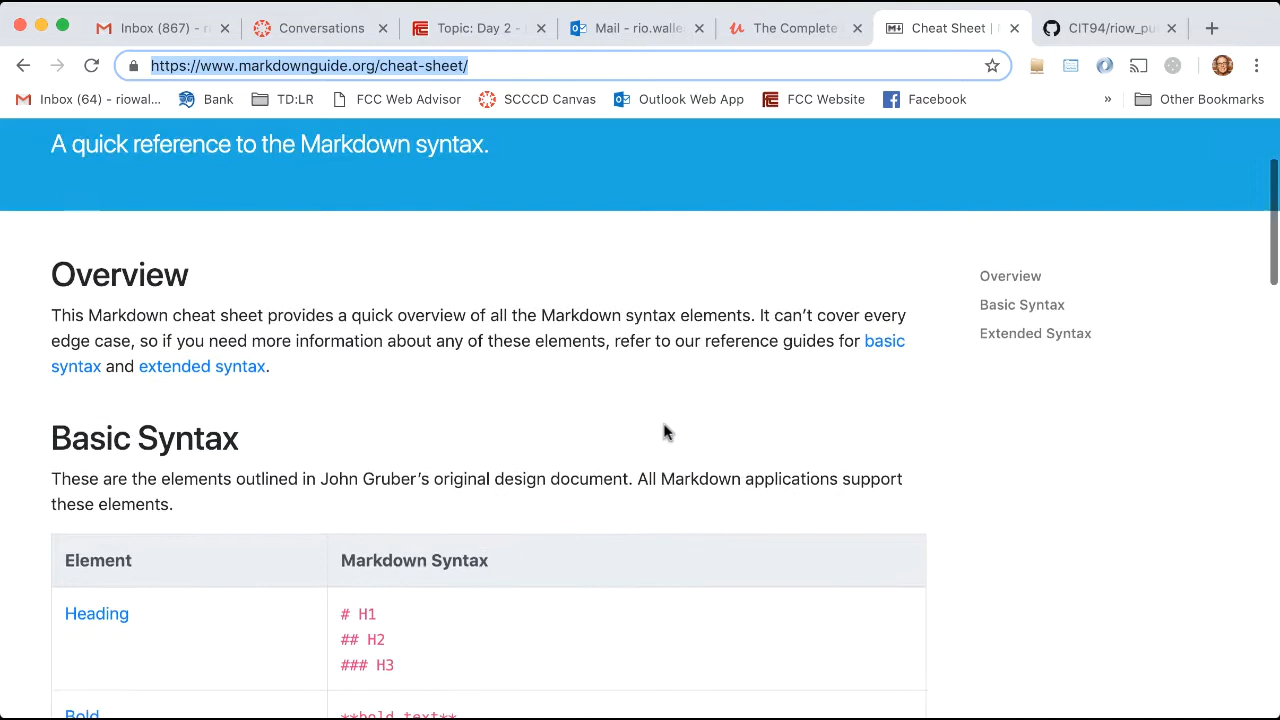 Inbox (867) - r
Conversations
Topic: Day 2 -
Mail - rio.walle
The Complete
Cheat Sheet |
CIT94/riow_pu
https://www.markdownguide.org/cheat-sheet/
Inbox (64) - riowal...
Bank
TD:LR
FCC Web Advisor
SCCCD Canvas
Outlook Web App
FCC Website
Facebook
»
Other Bookmarks
A quick reference to the Markdown syntax.
Overview
This Markdown cheat sheet provides a quick overview of all the Markdown syntax elements. It can't cover every
edge case, so if you need more information about any of these elements, refer to our reference guides for basic
syntax and extended syntax.
Overview
Basic Syntax
Extended Syntax
Basic Syntax
These are the elements outlined in John Gruber's original design document. All Markdown applications support
these elements.
Element
Markdown Syntax
Heading
# H1
## H2
### H3
Bold
**bold text**